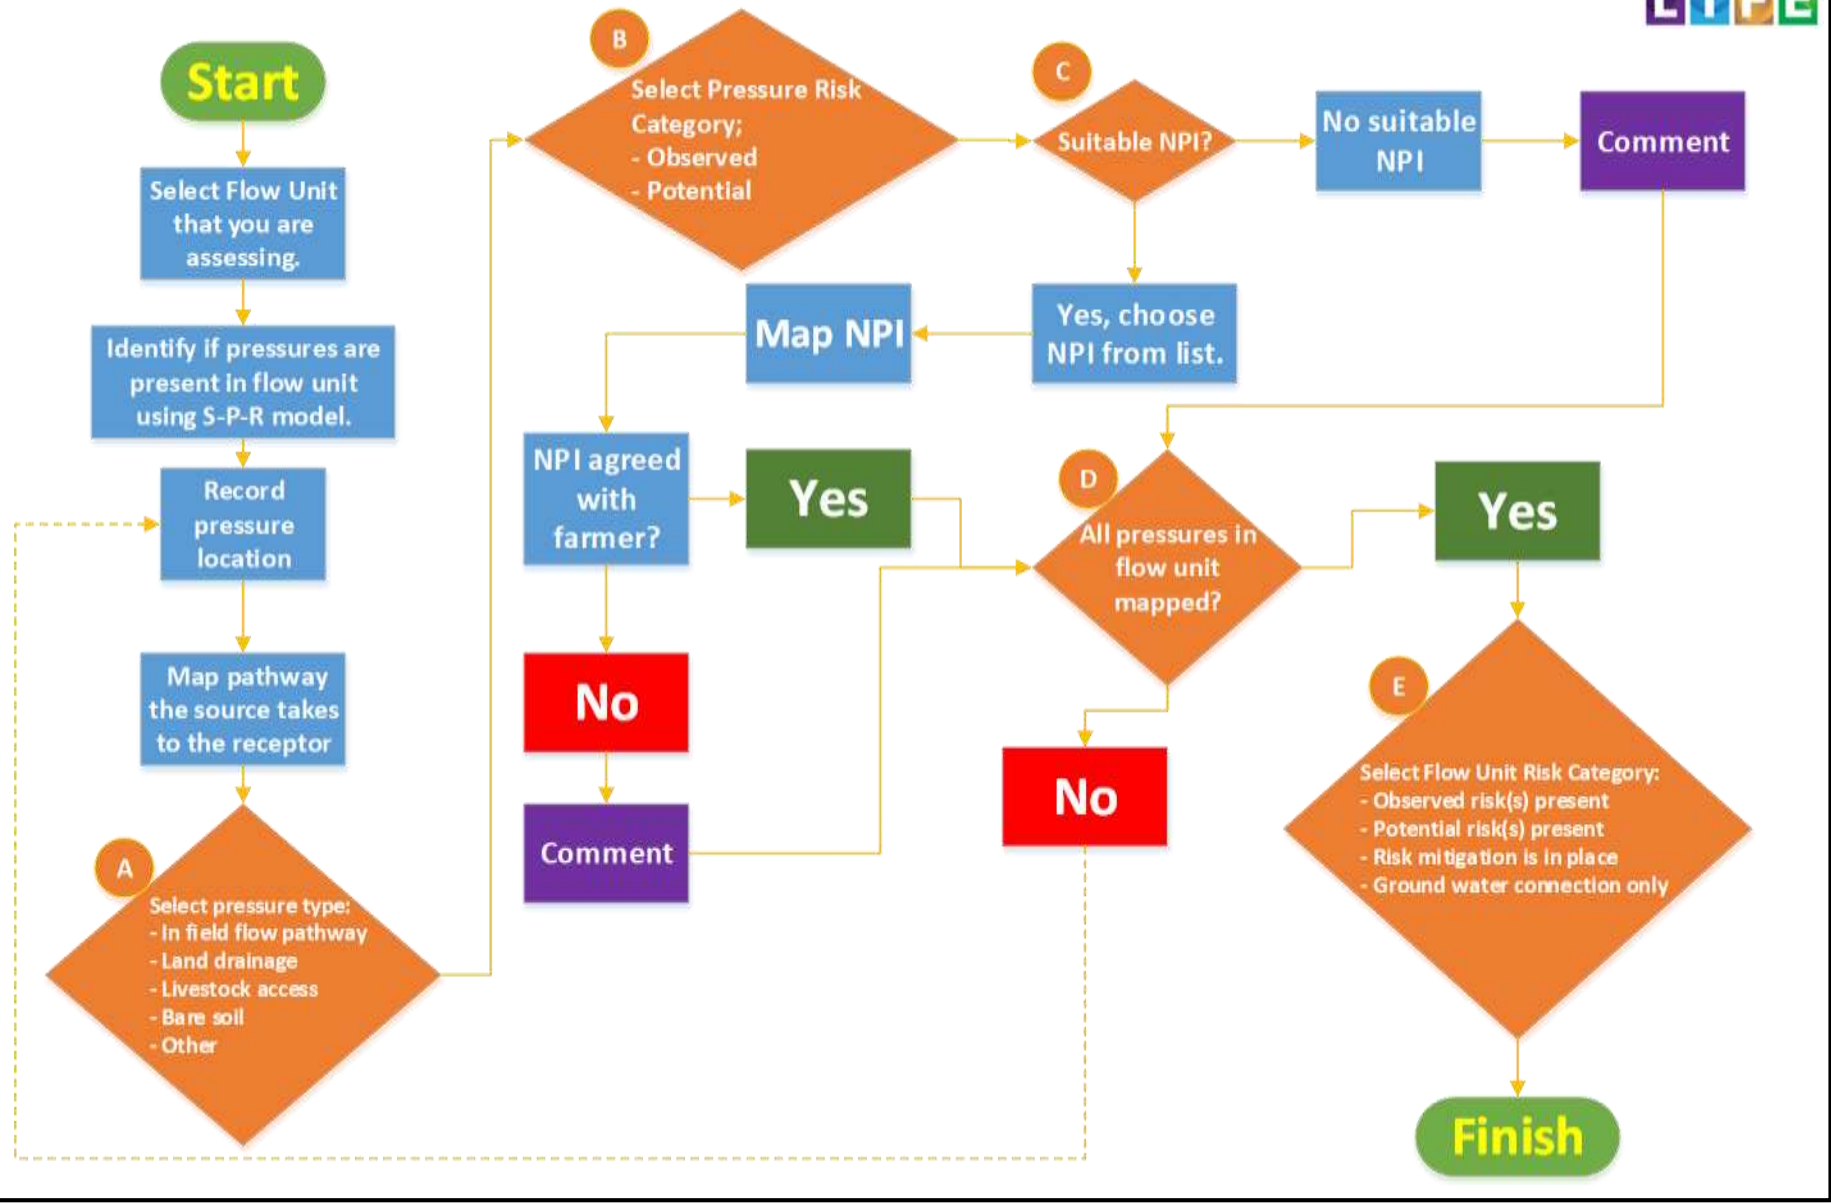 LIFE
Start
Select Flow Unit
that you are
assessing.
Identify if pressures are
present in flow unit
using S-P-R model.
Record
pressure
location
Map pathway
the source takes
to the receptor
A
Select pressure type:
- In field flow pathway
- Land drainage
- Livestock access
- Bare soil
- Other
B
Select Pressure Risk
Category;
- Observed
- Potential
C
Suitable NPI?
No suitable
NPI
Comment
Yes, choose
NPI from list.
Map NPI
NPI agreed
with
farmer?
Yes
No
Comment
D
All pressures in
flow unit
mapped?
No
Yes
E
Select Flow Unit Risk Category:
- Observed risk(s) present
- Potential risk(s) present
- Risk mitigation is in place
- Ground water connection only
Finish